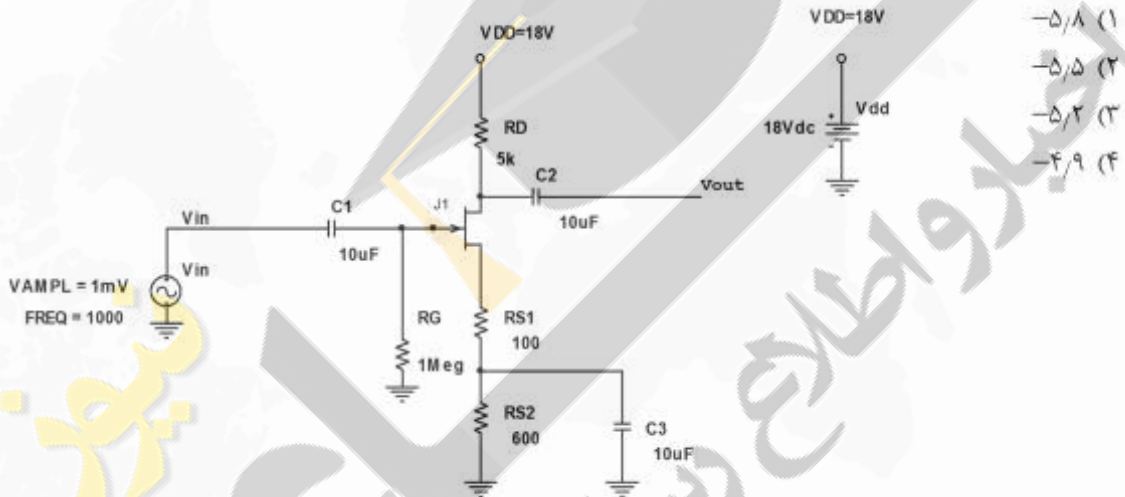 VDD=18V
RD
5k
C2
10uF
Vout
VDD=18V
Vdd
18Vdc
C1
10uF
J1
Vin
Vin
VAMPL = 1mV
FREQ = 1000
RG
1Meg
RS1
100
RS2
600
C3
10uF
۱) -۵٫۸
۲) -۵٫۵
۳) -۵٫۲
۴) -۴٫۹